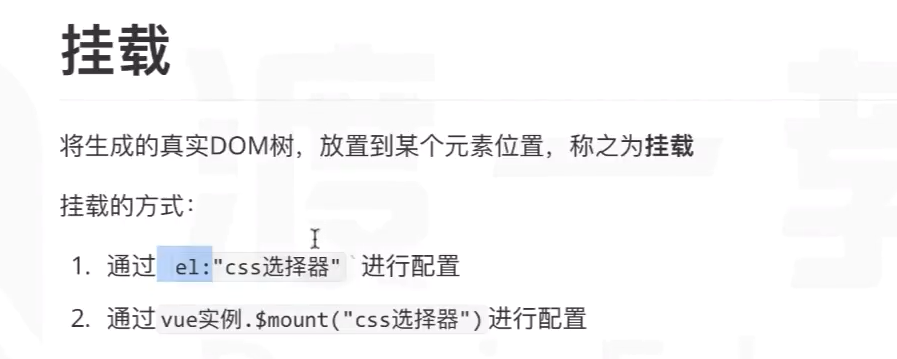 挂载
将生成的真实DOM树，放置到某个元素位置，称之为挂载
挂载的方式：
1. 通过 el:"css选择器" `进行配置
2. 通过vue实例.$mount("css选择器")进行配置